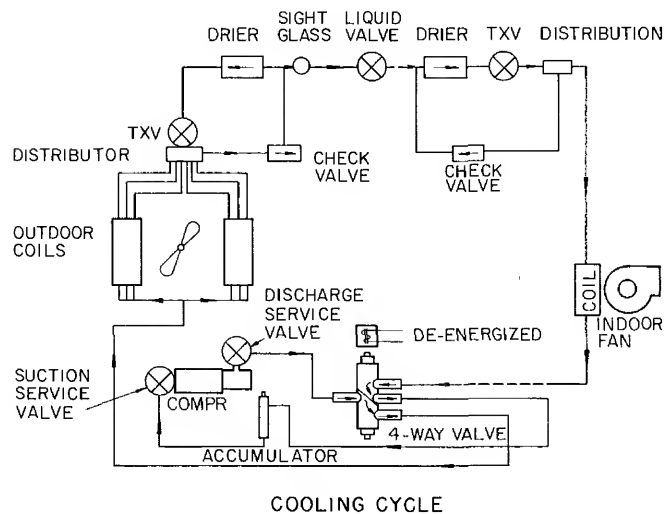 DRIER
SIGHT
GLASS
LIQUID
VALVE
DRIER
TXV
DISTRIBUTION
TXV
DISTRIBUTOR
CHECK
VALVE
CHECK
VALVE
OUTDOOR
COILS
COIL
INDOOR
FAN
DISCHARGE
SERVICE
VALVE
DE-ENERGIZED
SUCTION
SERVICE
VALVE
COMPR
4-WAY VALVE
ACCUMULATOR
COOLING CYCLE